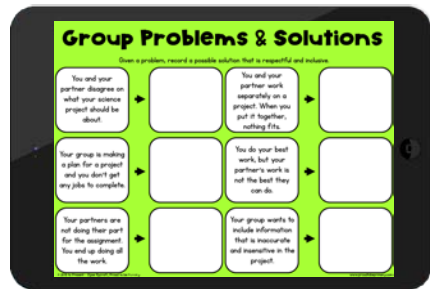 Group Problems & Solutions
Given a problem, record a possible solution that is respectful and inclusive.
You and your
partner disagree on
what your science
project should be
about.
You and your
partner work
separately on a
project. When you
put it together,
nothing fits.
Your group is making
a plan for a project
and you don't get
any jobs to complete.
You do your best
work, but your
partner's work is
not the best they
can do.
Your partners are
not doing their part
for the assignment.
You end up doing all
the work.
Your group wants to
include information
that is inaccurate
and insensitive in the
project.